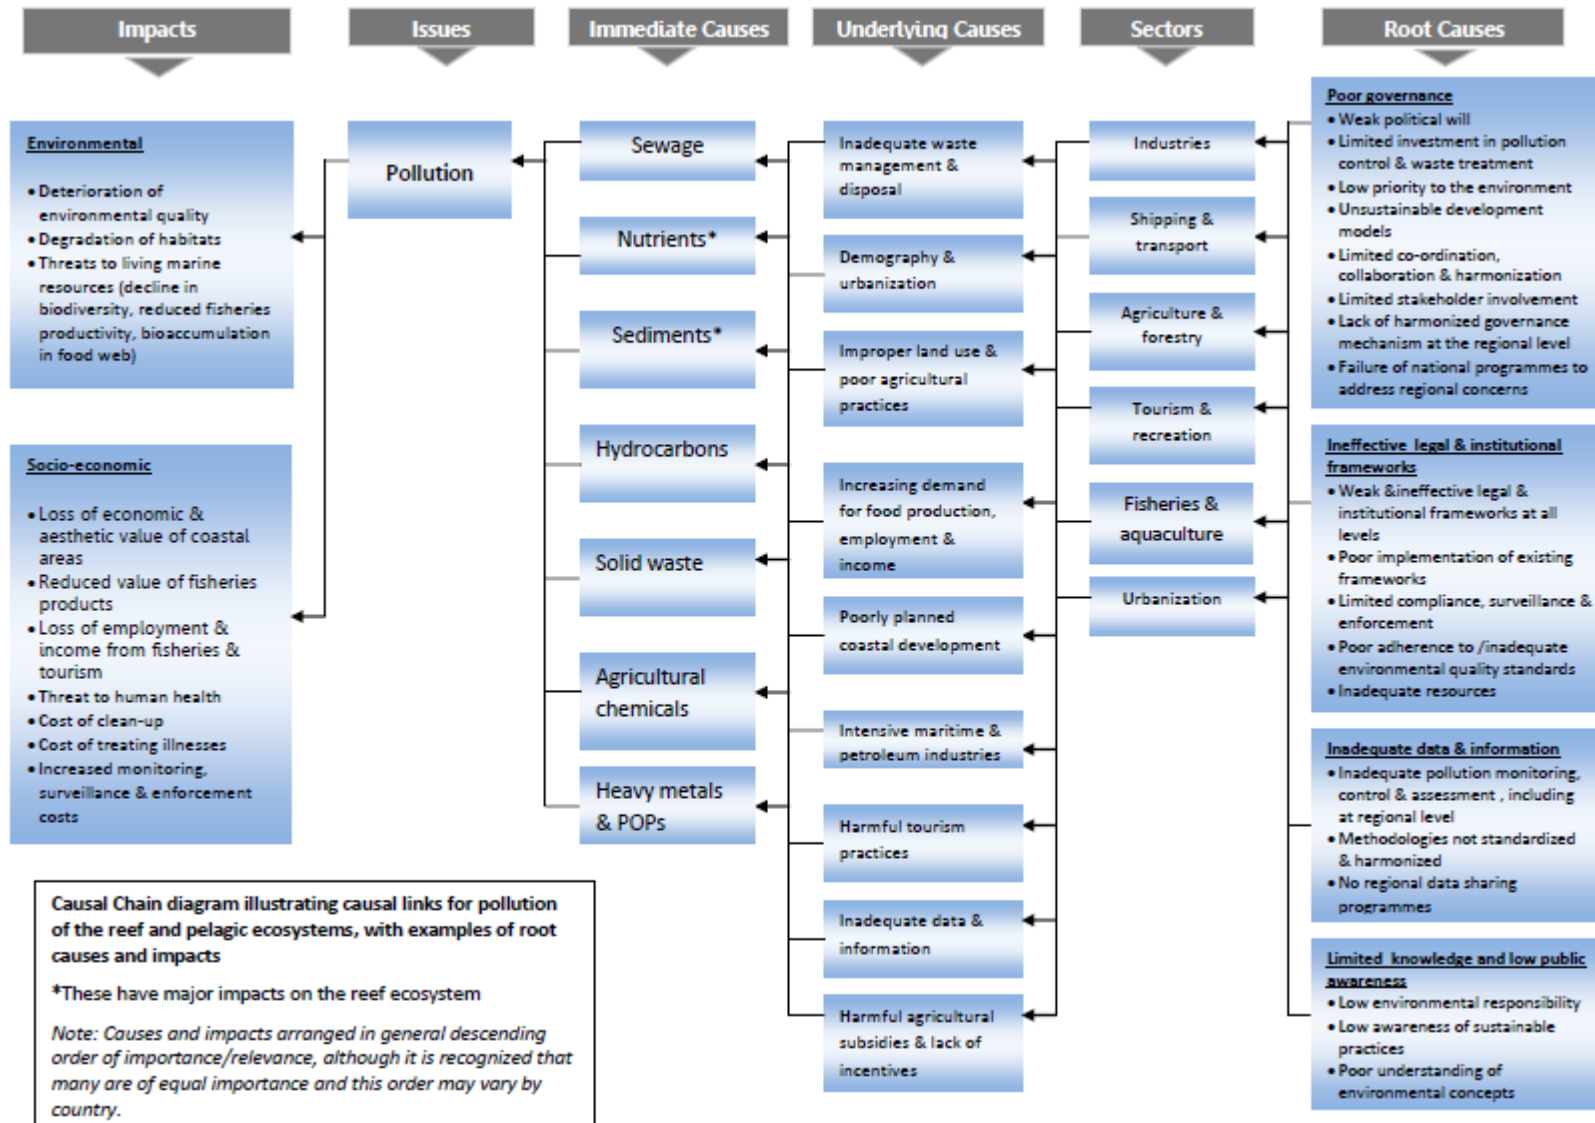 Impacts
Issues
Immediate Causes
Underlying Causes
Sectors
Root Causes
Environmental
• Deterioration of
environmental quality
• Degradation of habitats
• Threats to living marine
resources (decline in
biodiversity, reduced fisheries
productivity, bioaccumulation
in food web)
Socio-economic
• Loss of economic &
aesthetic value of coastal
areas
• Reduced value of fisheries
products
• Loss of employment &
income from fisheries &
tourism
• Threat to human health
• Cost of clean-up
• Cost of treating illnesses
• Increased monitoring,
surveillance & enforcement
costs
Pollution
Sewage
Nutrients*
Sediments*
Hydrocarbons
Solid waste
Agricultural
chemicals
Heavy metals
& POPs
Inadequate waste
management &
disposal
Demography &
urbanization
Improper land use &
poor agricultural
practices
Increasing demand
for food production,
employment &
income
Poorly planned
coastal development
Intensive maritime &
petroleum industries
Harmful tourism
practices
Inadequate data &
information
Harmful agricultural
subsidies & lack of
incentives
Industries
Shipping &
transport
Agriculture &
forestry
Tourism &
recreation
Fisheries &
aquaculture
Urbanization
Poor governance
• Weak political will
• Limited investment in pollution
control & waste treatment
• Low priority to the environment
• Unsustainable development
models
• Limited co-ordination,
collaboration & harmonization
• Limited stakeholder involvement
• Lack of harmonized governance
mechanism at the regional level
• Failure of national programmes to
address regional concerns
Ineffective legal & institutional
frameworks
• Weak &ineffective legal &
institutional frameworks at all
levels
• Poor implementation of existing
frameworks
• Limited compliance, surveillance &
enforcement
• Poor adherence to /inadequate
environmental quality standards
• Inadequate resources
Inadequate data & information
• Inadequate pollution monitoring,
control & assessment , including
at regional level
• Methodologies not standardized
& harmonized
• No regional data sharing
programmes
Limited knowledge and low public
awareness
• Low environmental responsibility
• Low awareness of sustainable
practices
• Poor understanding of
environmental concepts
Causal Chain diagram illustrating causal links for pollution
of the reef and pelagic ecosystems, with examples of root
causes and impacts
*These have major impacts on the reef ecosystem
Note: Causes and impacts arranged in general descending
order of importance/relevance, although it is recognized that
many are of equal importance and this order may vary by
country.